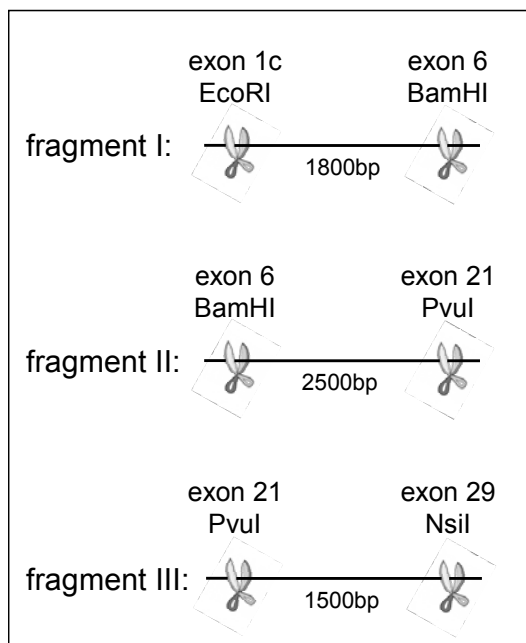 exon 1c exon 6
EcoRI BamHI
fragment I:
1800bp
exon 6 exon 21
BamHI PvuI
fragment II:
2500bp
exon 21 exon 29
PvuI NsiI
fragment III:
1500bp